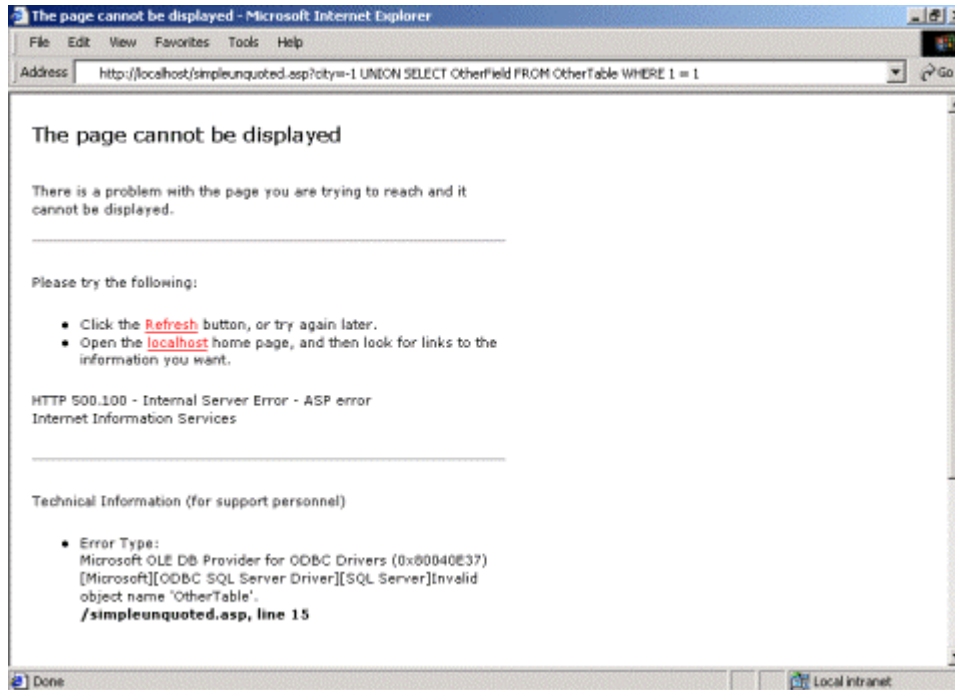 The page cannot be displayed - Microsoft Internet Explorer
File Edit View Favorites Tools Help
Address http://localhost/simpleunquoted.asp?city=-1 UNION SELECT OtherField FROM OtherTable WHERE 1 = 1 Go
The page cannot be displayed
There is a problem with the page you are trying to reach and it
cannot be displayed.
Please try the following:
• Click the Refresh button, or try again later.
• Open the localhost home page, and then look for links to the
information you want.
HTTP 500.100 - Internal Server Error - ASP error
Internet Information Services
Technical Information (for support personnel)
• Error Type:
Microsoft OLE DB Provider for ODBC Drivers (0x80040E37)
[Microsoft][ODBC SQL Server Driver][SQL Server]Invalid
object name 'OtherTable'.
/simpleunquoted.asp, line 15
Done Local intranet